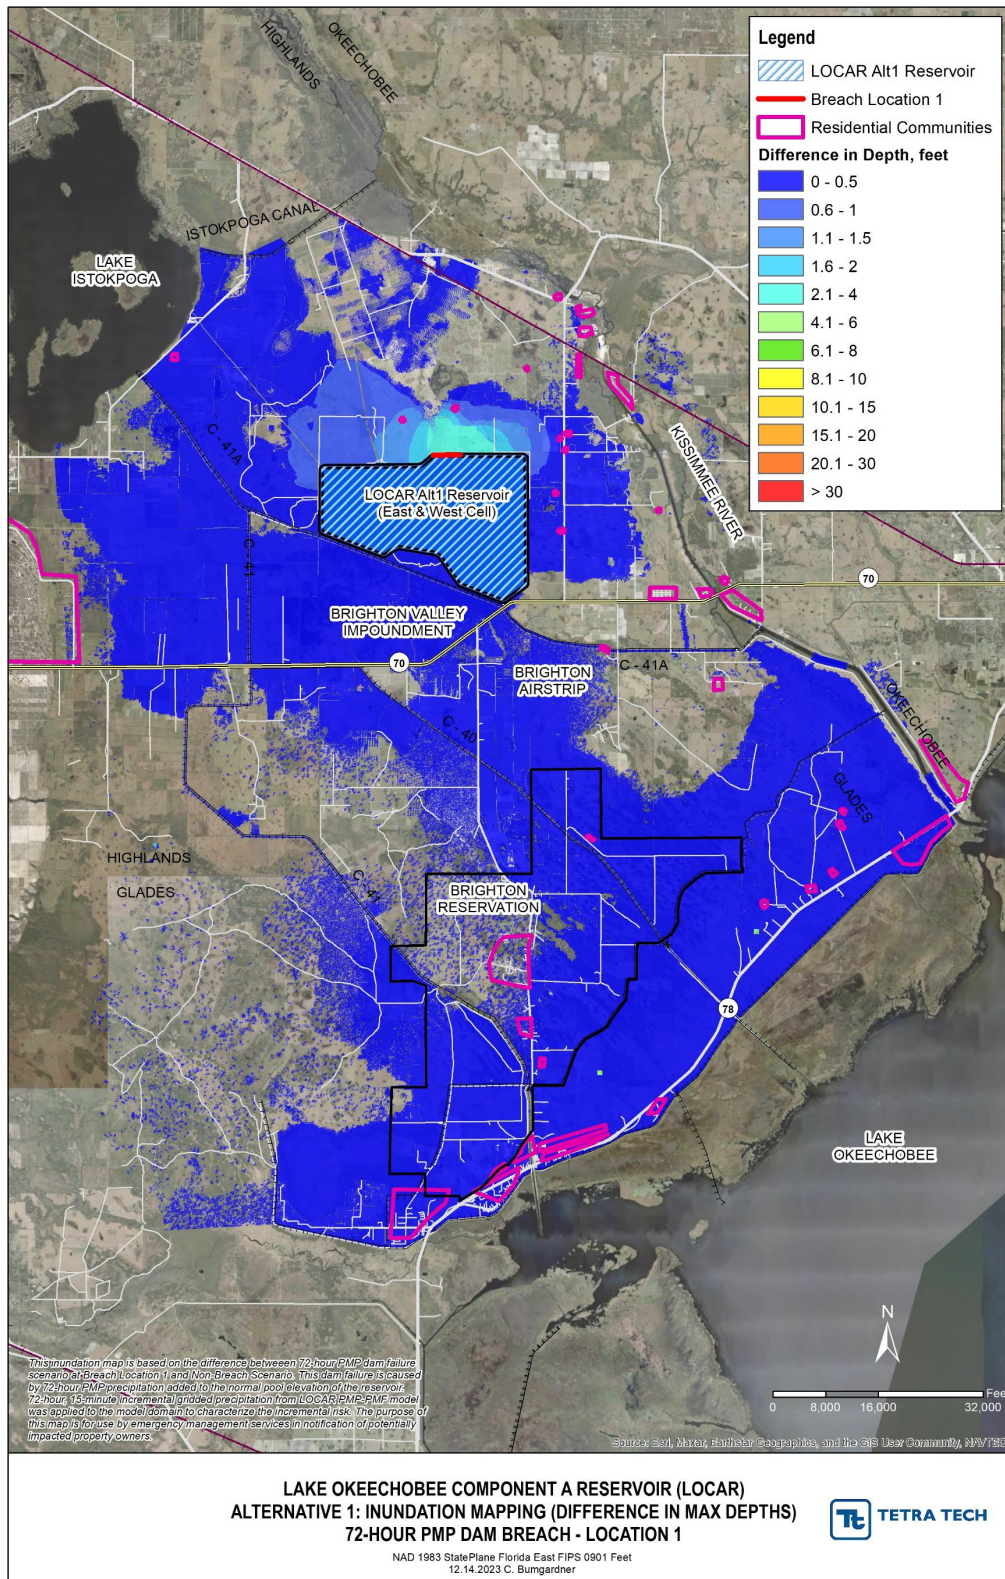 Legend
LOCAR Alt1 Reservoir
Breach Location 1
Residential Communities
Difference in Depth, feet
0 - 0.5
0.6 - 1
1.1 - 1.5
1.6 - 2
2.1 - 4
4.1 - 6
6.1 - 8
8.1 - 10
10.1 - 15
15.1 - 20
20.1 - 30
> 30
OKEECHOBEE
HIGHLANDS
ISTOKPOGA CANAL
LAKE
ISTOKPOGA
C - 41A
KISSIMMEE RIVER
LOCAR Alt1 Reservoir
(East & West Cell)
C - 41
70
BRIGHTON VALLEY
IMPOUNDMENT
70
C - 41A
BRIGHTON
AIRSTRIP
OKEECHOBEE
C - 40
GLADES
HIGHLANDS
GLADES
C - 41
BRIGHTON
RESERVATION
78
LAKE
OKEECHOBEE
N
This inundation map is based on the difference betweeen 72-hour PMP dam failure
scenario at Breach Location 1 and Non-Breach Scenario. This dam failure is caused
by 72-hour PMP precipitation added to the normal pool elevation of the reservoir.
72-hour, 15-minute incremental gridded precipitation from LOCAR PMP-PMF model
was applied to the model domain to characterize the incremental risk. The purpose of
this map is for use by emergency management services in notification of potentially
impacted property owners.
Fee
0 8,000 16,000 32,000
Source: Esri, Maxar, Earthstar Geographics, and the GIS User Community, NAVTEQ
LAKE OKEECHOBEE COMPONENT A RESERVOIR (LOCAR)
ALTERNATIVE 1: INUNDATION MAPPING (DIFFERENCE IN MAX DEPTHS)
72-HOUR PMP DAM BREACH - LOCATION 1
NAD 1983 StatePlane Florida East FIPS 0901 Feet
12.14.2023 C. Bumgardner
Tt TETRA TECH